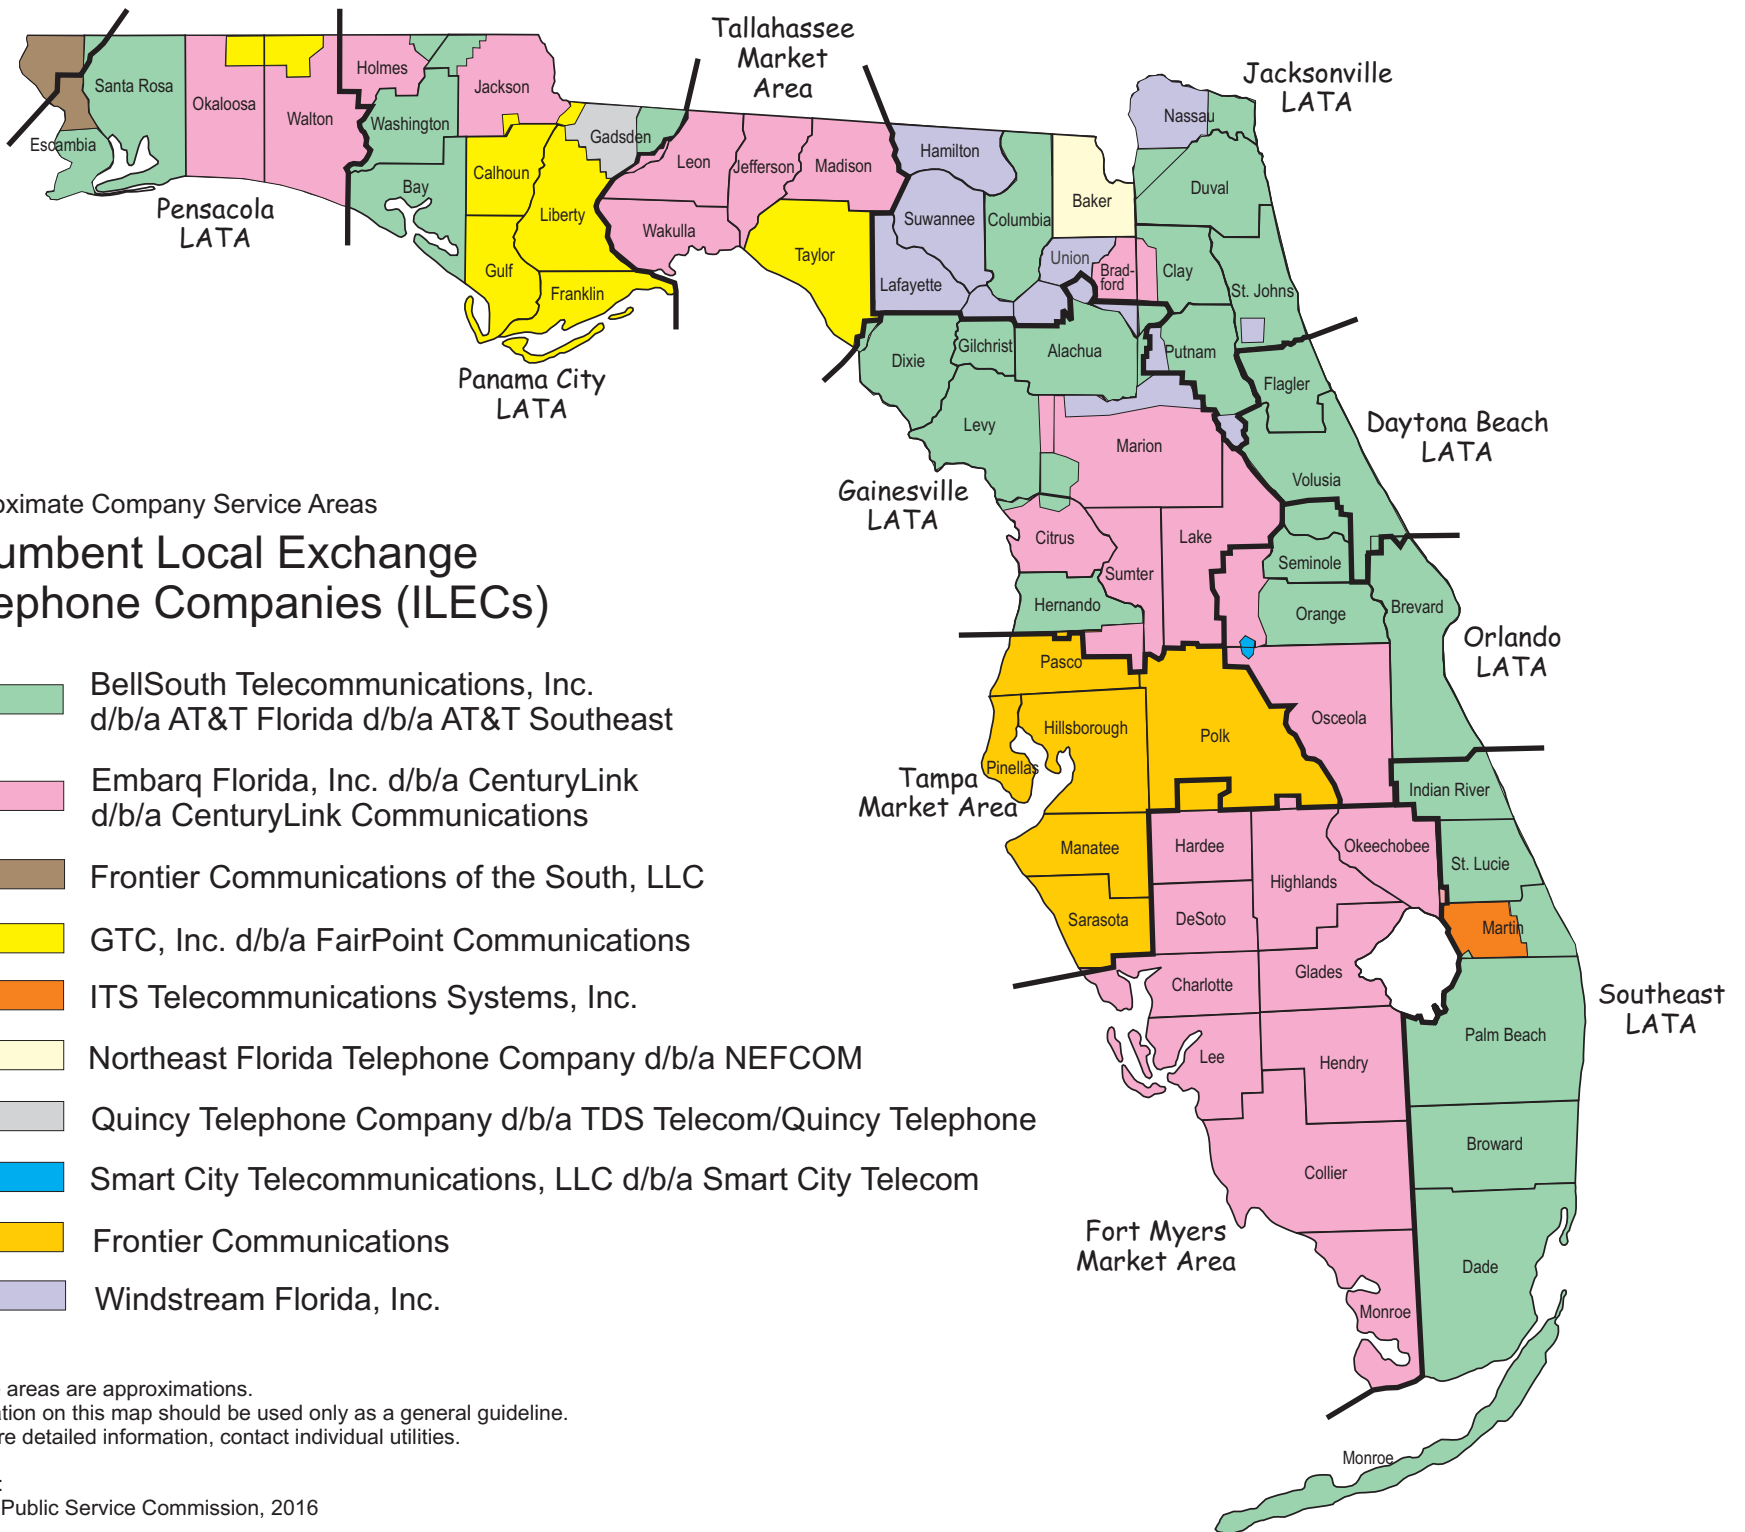 Tallahassee
Market
Area
Jacksonville
LATA
Santa Rosa
Okaloosa
Walton
Holmes
Jackson
Washington
Escambia
Gadsden
Leon
Jefferson
Madison
Hamilton
Nassau
Baker
Duval
Calhoun
Bay
Liberty
Wakulla
Taylor
Suwannee
Columbia
Union
Brad-
ford
Clay
St. Johns
Pensacola
LATA
Gulf
Franklin
Lafayette
Panama City
LATA
Dixie
Gilchrist
Alachua
Putnam
Flagler
Daytona Beach
LATA
Levy
Marion
Volusia
Gainesville
LATA
Citrus
Sumter
Lake
Seminole
Hernando
Orange
Brevard
Orlando
LATA
Pasco
Hillsborough
Polk
Osceola
Pinellas
Tampa
Market Area
Indian River
Manatee
Hardee
Okeechobee
St. Lucie
Highlands
Sarasota
DeSoto
Martin
Charlotte
Glades
Southeast
LATA
Lee
Hendry
Palm Beach
Broward
Collier
Fort Myers
Market Area
Dade
Monroe
Monroe
oximate Company Service Areas
umbent Local Exchange
ephone Companies (ILECs)
BellSouth Telecommunications, Inc.
d/b/a AT&T Florida d/b/a AT&T Southeast
Embarq Florida, Inc. d/b/a CenturyLink
d/b/a CenturyLink Communications
Frontier Communications of the South, LLC
GTC, Inc. d/b/a FairPoint Communications
ITS Telecommunications Systems, Inc.
Northeast Florida Telephone Company d/b/a NEFCOM
Quincy Telephone Company d/b/a TDS Telecom/Quincy Telephone
Smart City Telecommunications, LLC d/b/a Smart City Telecom
Frontier Communications
Windstream Florida, Inc.
areas are approximations.
ation on this map should be used only as a general guideline.
re detailed information, contact individual utilities.
:
Public Service Commission, 2016